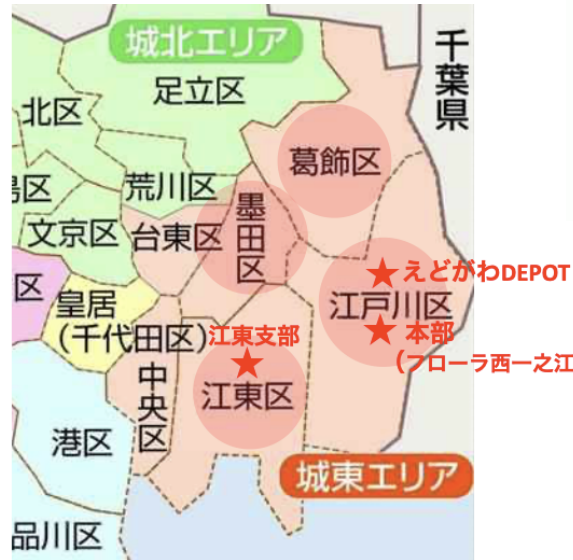 城北エリア
千葉県
足立区
北区
葛飾区
荒川区
島区
墨田区
文京区
台東区
えどがわDEPOT
区
皇居
(千代田区)
江戸川区
江東支部
本部
(フローラ西一之江
中央区
江東区
港区
城東エリア
品川区